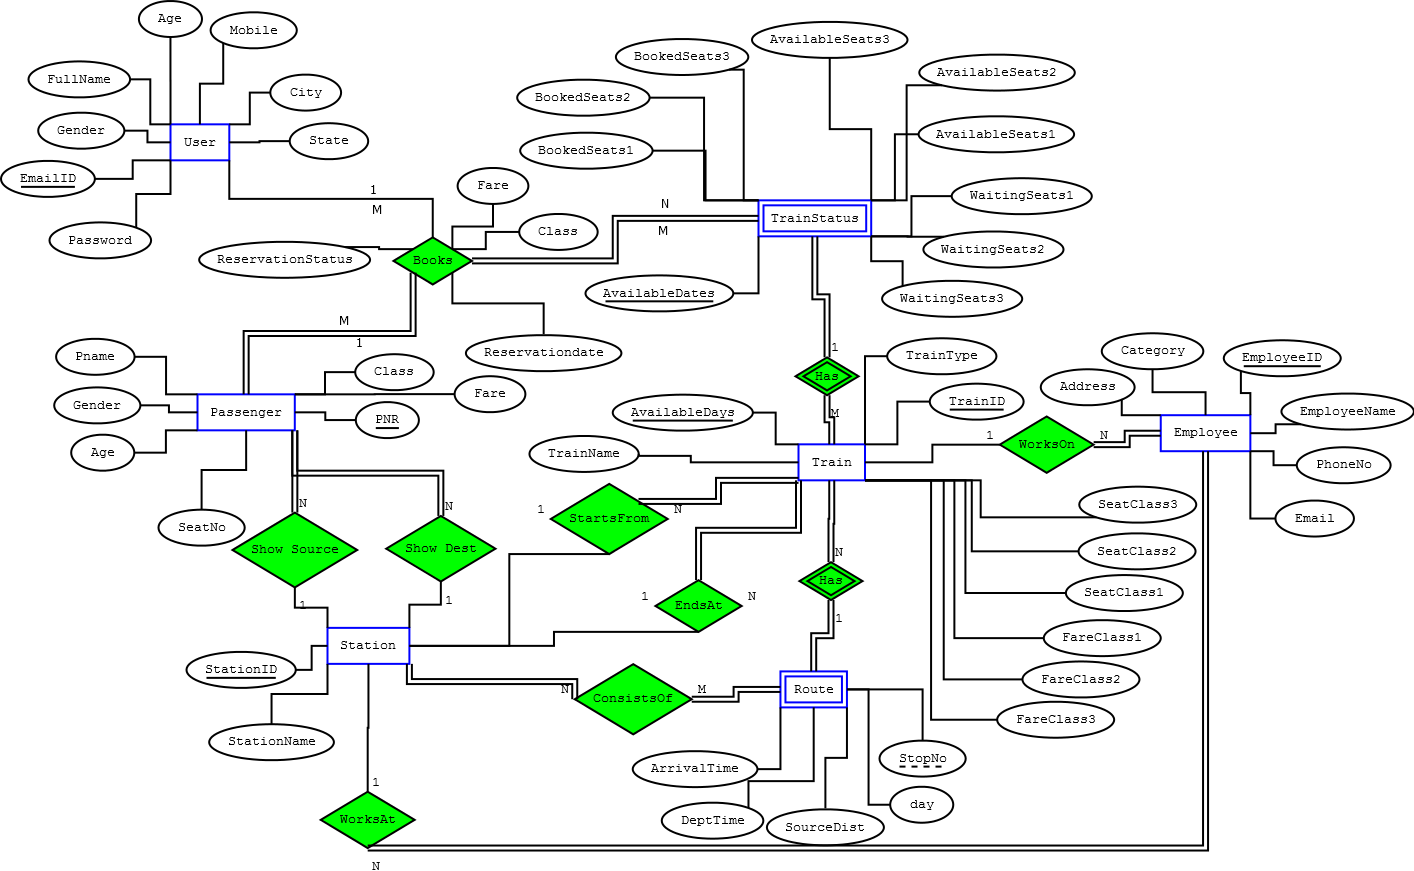 Age
Mobile
FullName
City
Gender
User
State
EmailID
Password
1
M
Fare
Class
ReservationStatus
Books
Reservationdate
N
M
BookedSeats3
AvailableSeats3
AvailableSeats2
BookedSeats2
BookedSeats1
AvailableSeats1
WaitingSeats1
TrainStatus
WaitingSeats2
AvailableDates
WaitingSeats3
M
1
Pname
Class
Gender
Passenger
Fare
PNR
Age
SeatNo
N
N
Show Source
Show Dest
1
1
1
Has
M
TrainType
AvailableDays
TrainID
TrainName
Train
1
WorksOn
N
Category
EmployeeID
Address
EmployeeName
Employee
PhoneNo
Email
1
StartsFrom
N
SeatClass3
SeatClass2
SeatClass1
FareClass1
FareClass2
FareClass3
N
Has
1
1
EndsAt
N
Station
StationID
StationName
N
ConsistsOf
M
Route
ArrivalTime
StopNo
DeptTime
SourceDist
day
1
WorksAt
N